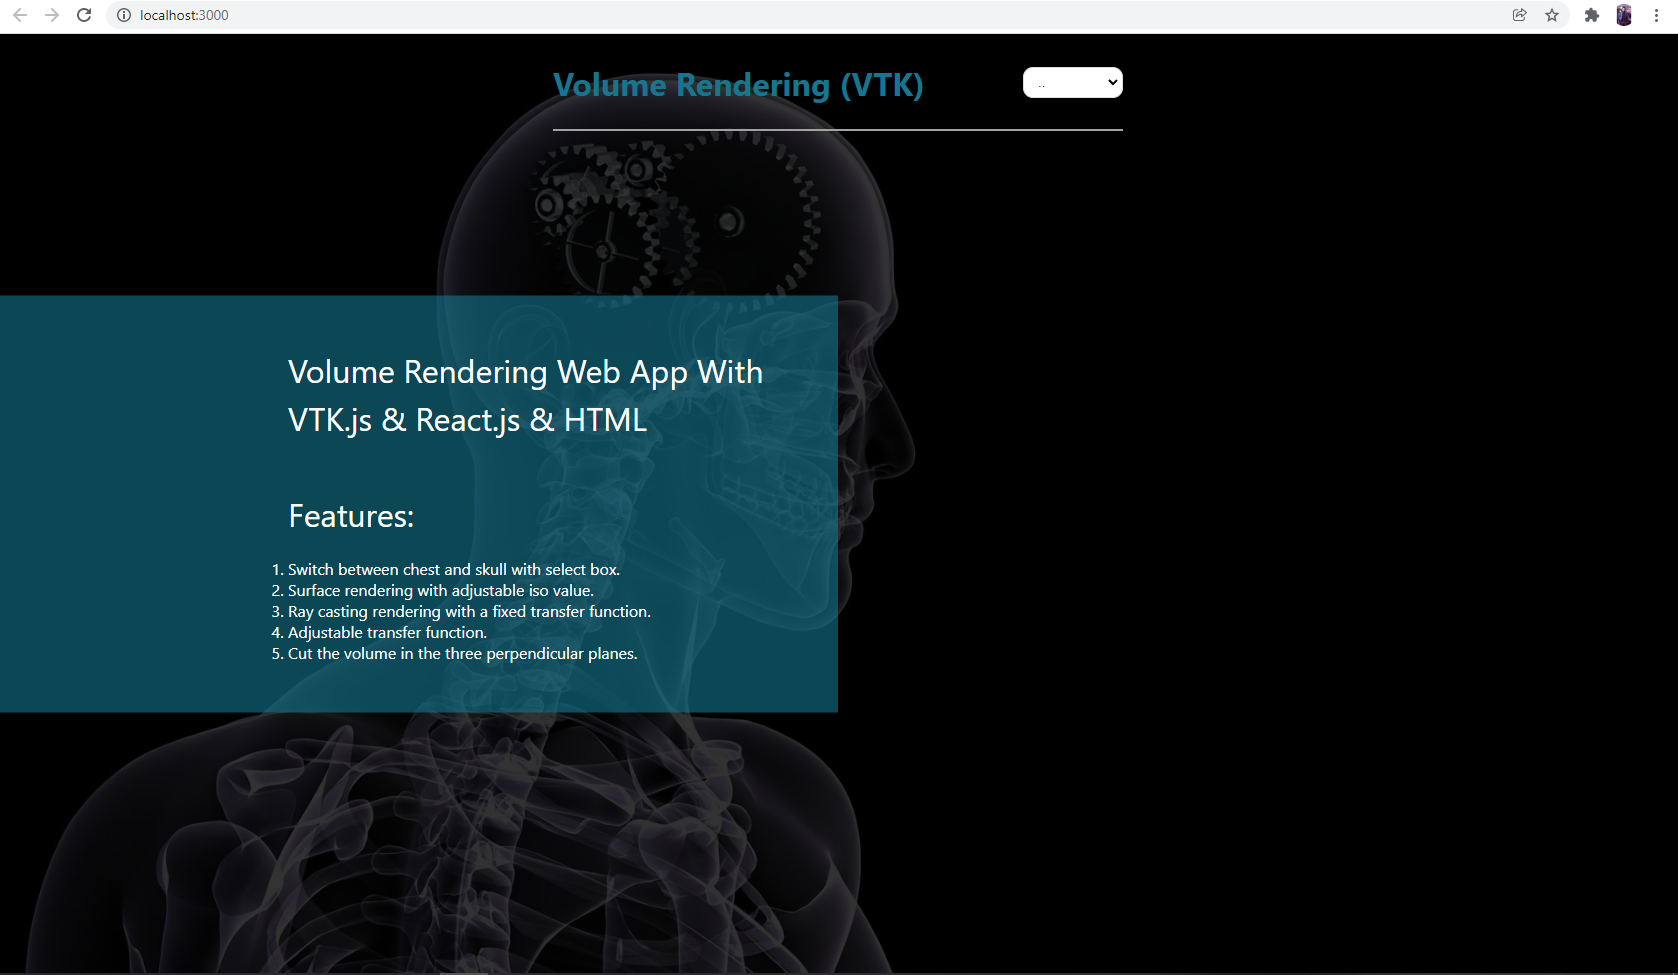 localhost:3000
Volume Rendering (VTK)
..
Volume Rendering Web App With
VTK.js & React.js & HTML
Features:
1. Switch between chest and skull with select box.
2. Surface rendering with adjustable iso value.
3. Ray casting rendering with a fixed transfer function.
4. Adjustable transfer function.
5. Cut the volume in the three perpendicular planes.